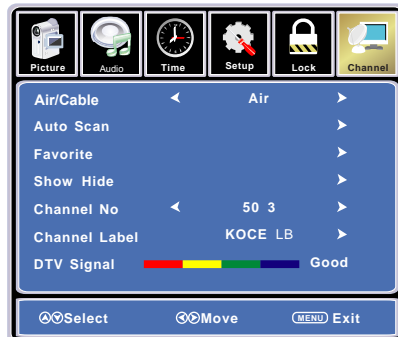 Picture Audio Time Setup Lock Channel
Air/Cable Air
Auto Scan
Favorite
Show Hide
Channel No 50 3
Channel Label KOCE LB
DTV Signal Good
Select Move MENU Exit